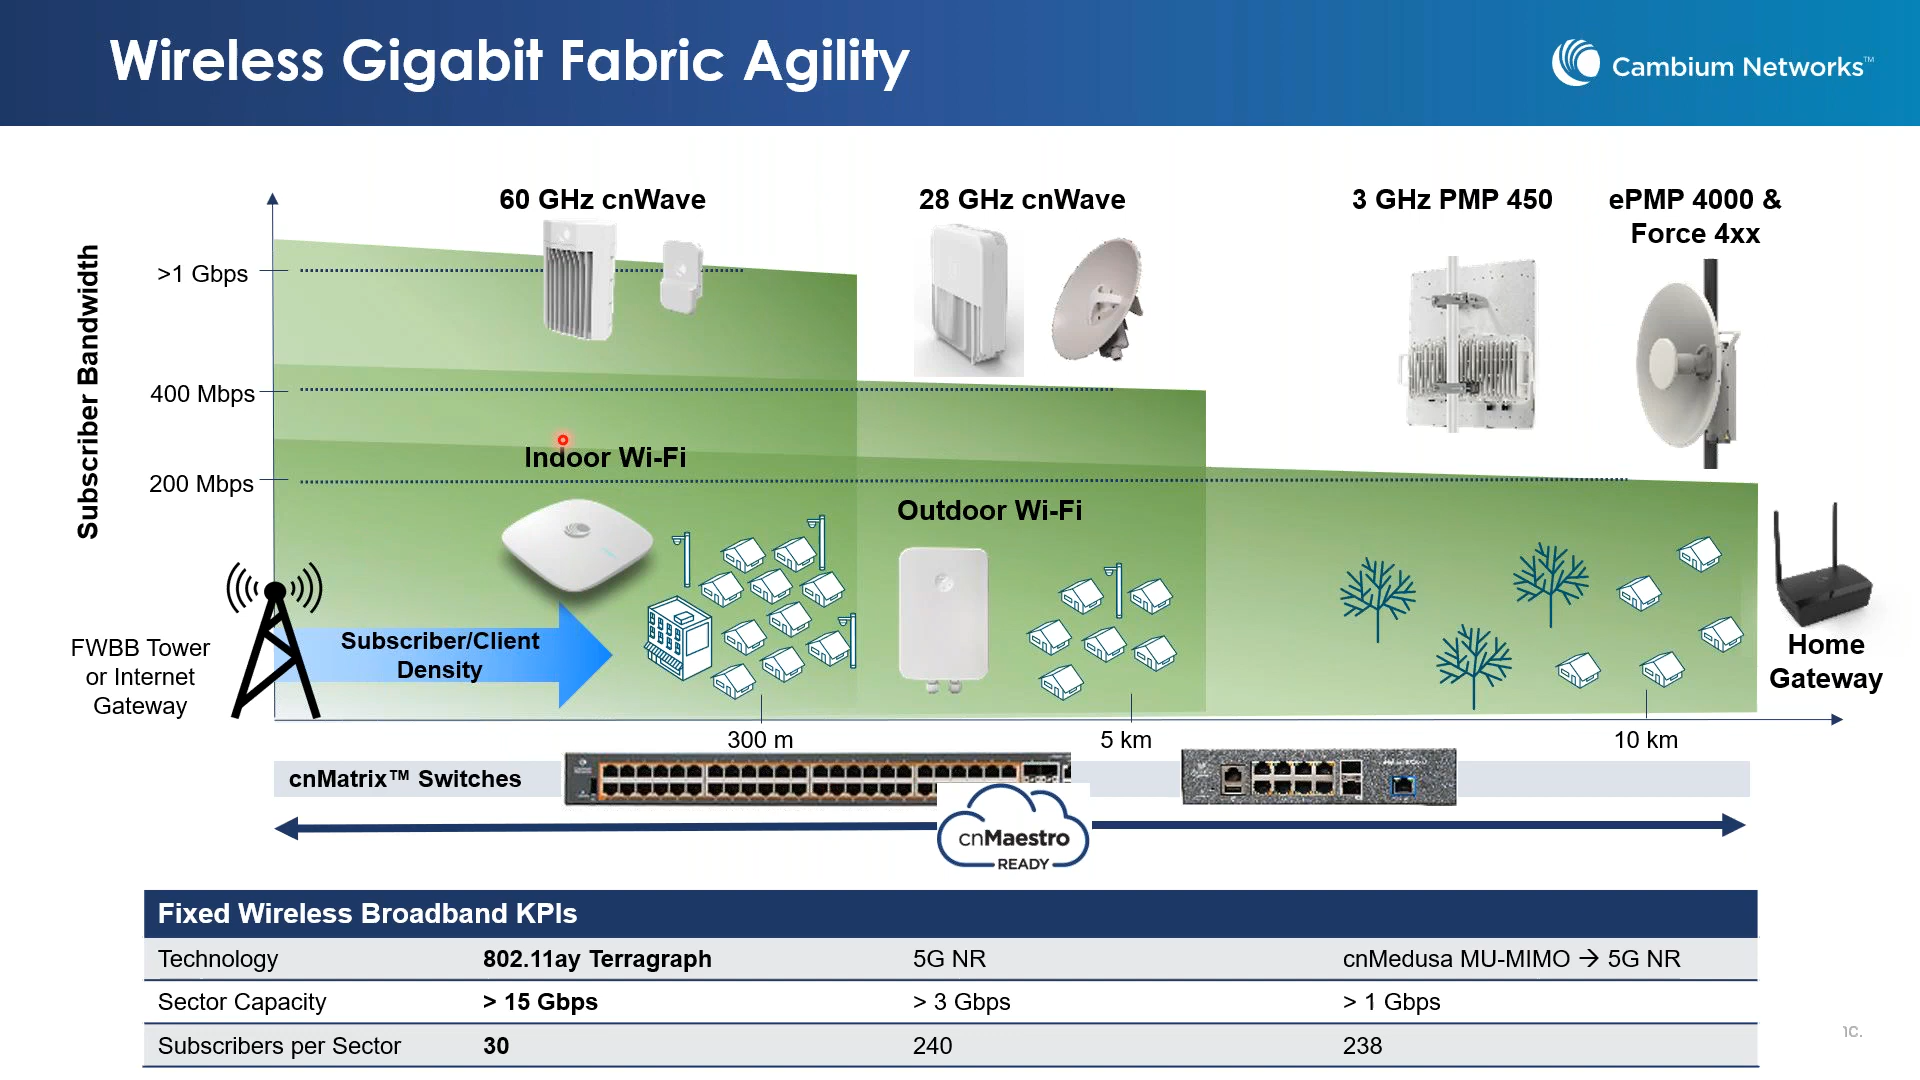 Wireless Gigabit Fabric Agility
Cambium Networks™
60 GHz cnWave
28 GHz cnWave
3 GHz PMP 450
ePMP 4000 &
Force 4xx
Subscriber Bandwidth
>1 Gbps
400 Mbps
200 Mbps
Indoor Wi-Fi
Outdoor Wi-Fi
FWBB Tower
or Internet
Gateway
Subscriber/Client
Density
Home
Gateway
300 m
5 km
10 km
cnMatrix™ Switches
cnMaestro
READY
Fixed Wireless Broadband KPIs
Technology 802.11ay Terragraph 5G NR cnMedusa MU-MIMO → 5G NR
Sector Capacity > 15 Gbps > 3 Gbps > 1 Gbps
Subscribers per Sector 30 240 238